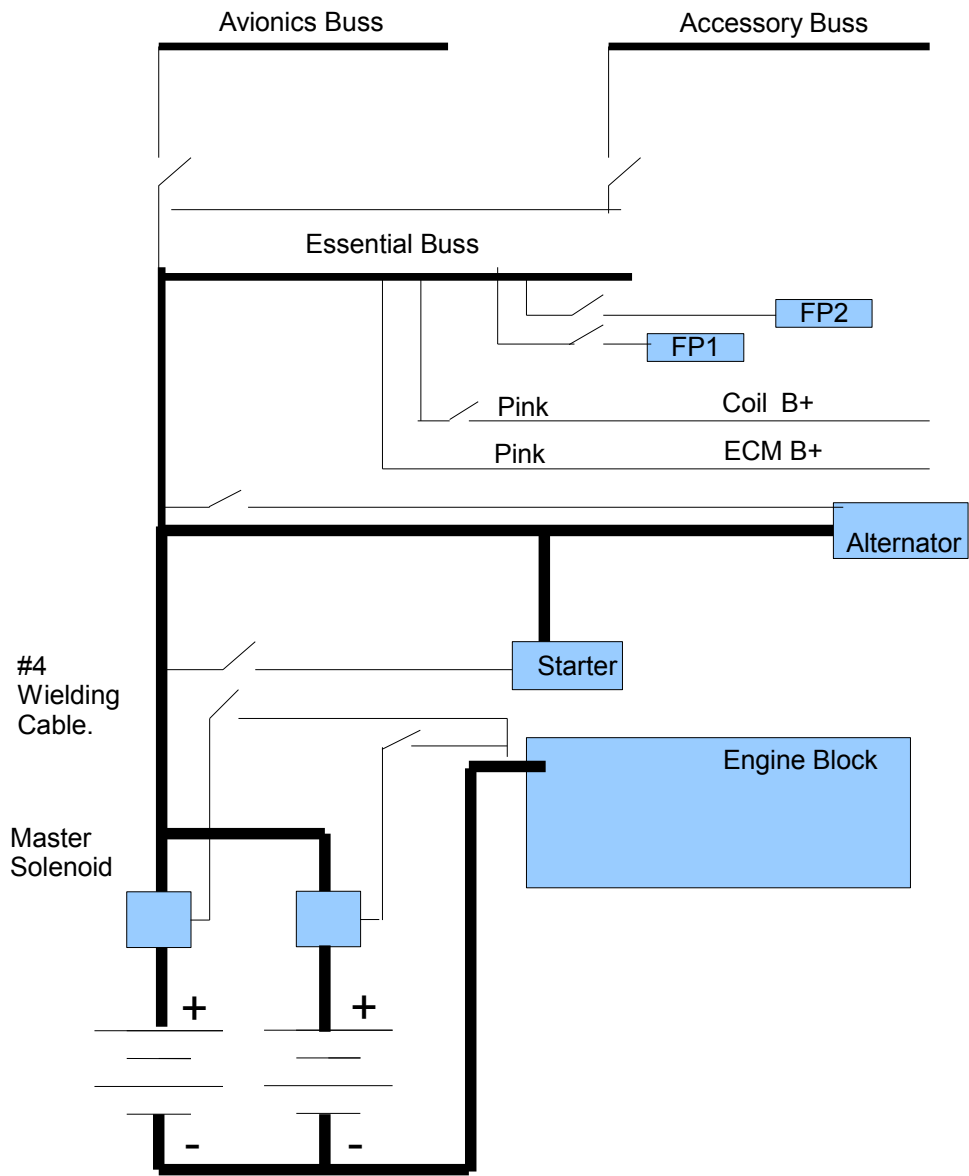 Avionics Buss
Accessory Buss
Essential Buss
FP2
FP1
Pink
Coil B+
Pink
ECM B+
Alternator
#4
Wielding
Cable.
Starter
Engine Block
Master
Solenoid
+
+
-
-